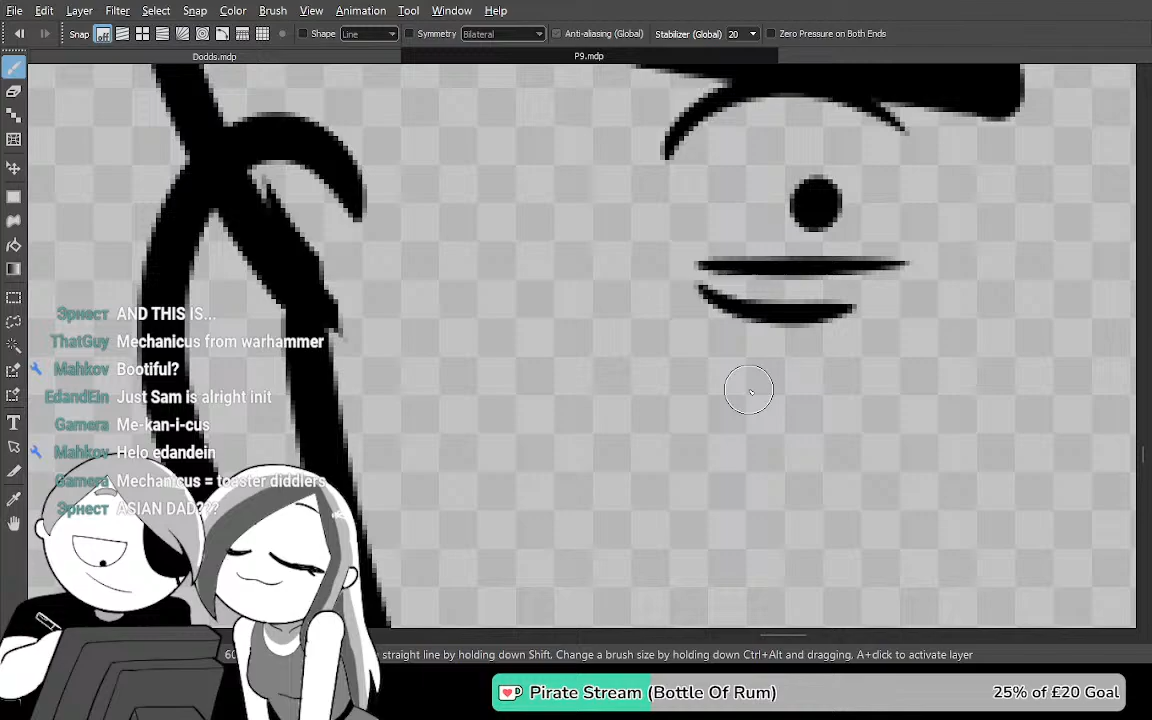 File Edit Layer Filter Select Snap Color Brush View Animation Tool Window Help
Snap off Shape Line Symmetry Bilateral Anti-aliasing (Global) Stabilizer (Global) 20 Zero Pressure on Both Ends
Dodds.mdp P9.mdp
Эрнест AND THIS IS...
ThatGuy Mechanicus from warhammer
Mahkov Bootiful?
EdandEin Just Sam is alright init
Gamera Me-kan-i-cus
Mahkov Helo edandein
Gamera Mechanicus = toaster diddlers
Эрнест ASIAN DAD???
straight line by holding down Shift. Change a brush size by holding down Ctrl+Alt and dragging, A+click to activate layer
Pirate Stream (Bottle Of Rum) 25% of £20 Goal